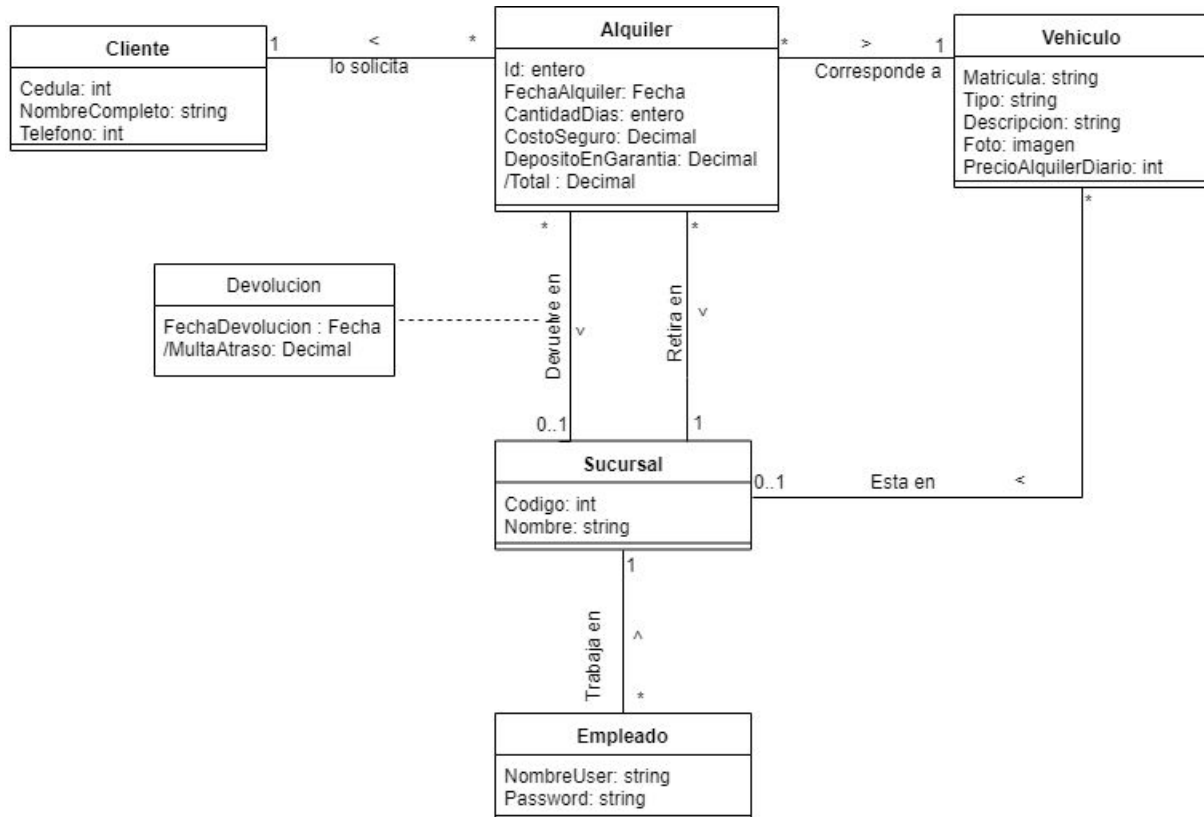 Cliente
Cedula: int
NombreCompleto: string
Telefono: int
1
<
*
lo solicita
Alquiler
Id: entero
FechaAlquiler: Fecha
CantidadDias: entero
CostoSeguro: Decimal
DepositoEnGarantia: Decimal
/Total : Decimal
*
>
1
Corresponde a
Vehiculo
Matricula: string
Tipo: string
Descripcion: string
Foto: imagen
PrecioAlquilerDiario: int
*
*
*
Devolucion
FechaDevolucion : Fecha
/MultaAtraso: Decimal
Devuelve en
<
Retira en
<
0..1
1
Sucursal
Codigo: int
Nombre: string
0..1
Esta en
<
1
Trabaja en
>
*
Empleado
NombreUser: string
Password: string